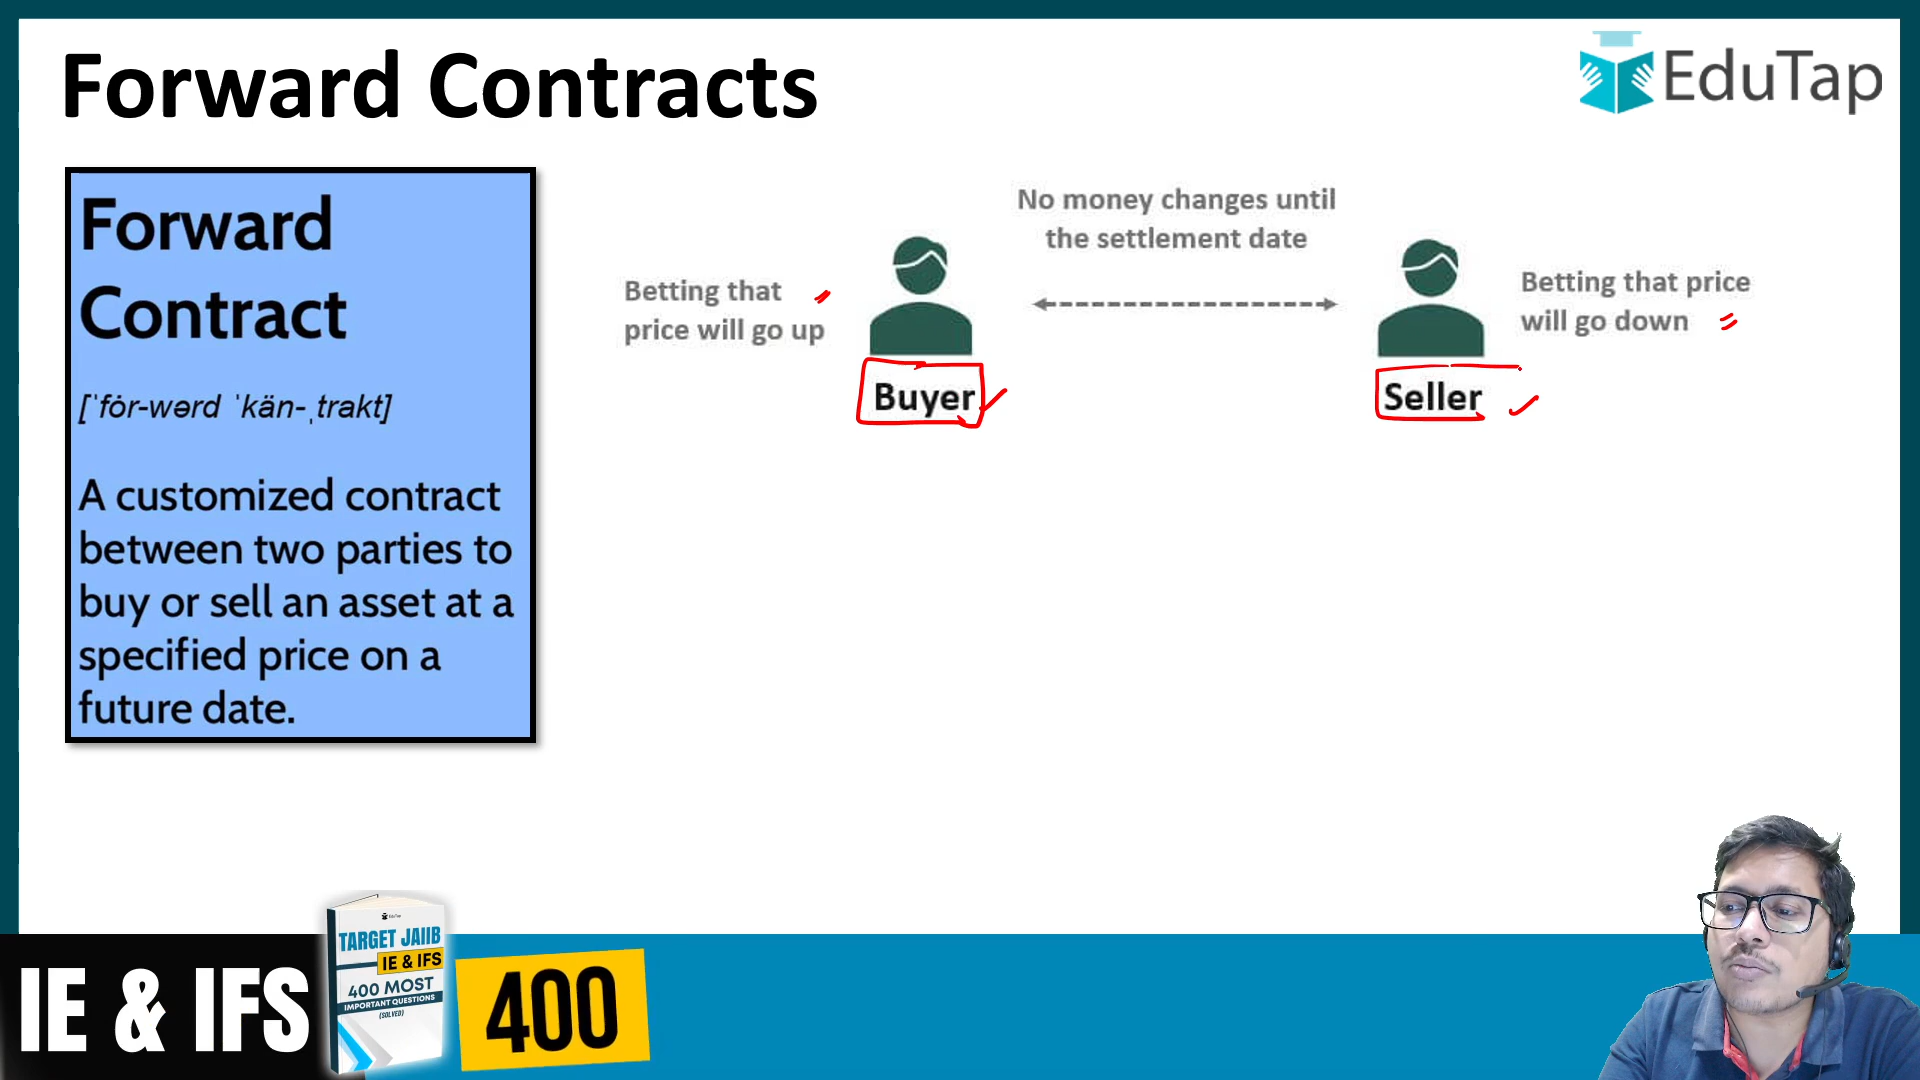 Forward Contracts
EduTap
Forward
Contract
[ˈfȯr-wərd ˈkän-ˌtrakt]
A customized contract
between two parties to
buy or sell an asset at a
specified price on a
future date.
Betting that
price will go up
Buyer
No money changes until
the settlement date
Seller
Betting that price
will go down
IE & IFS
EduTap
TARGET JAIIB
IE & IFS
400 MOST
IMPORTANT QUESTIONS
(SOLVED)
400